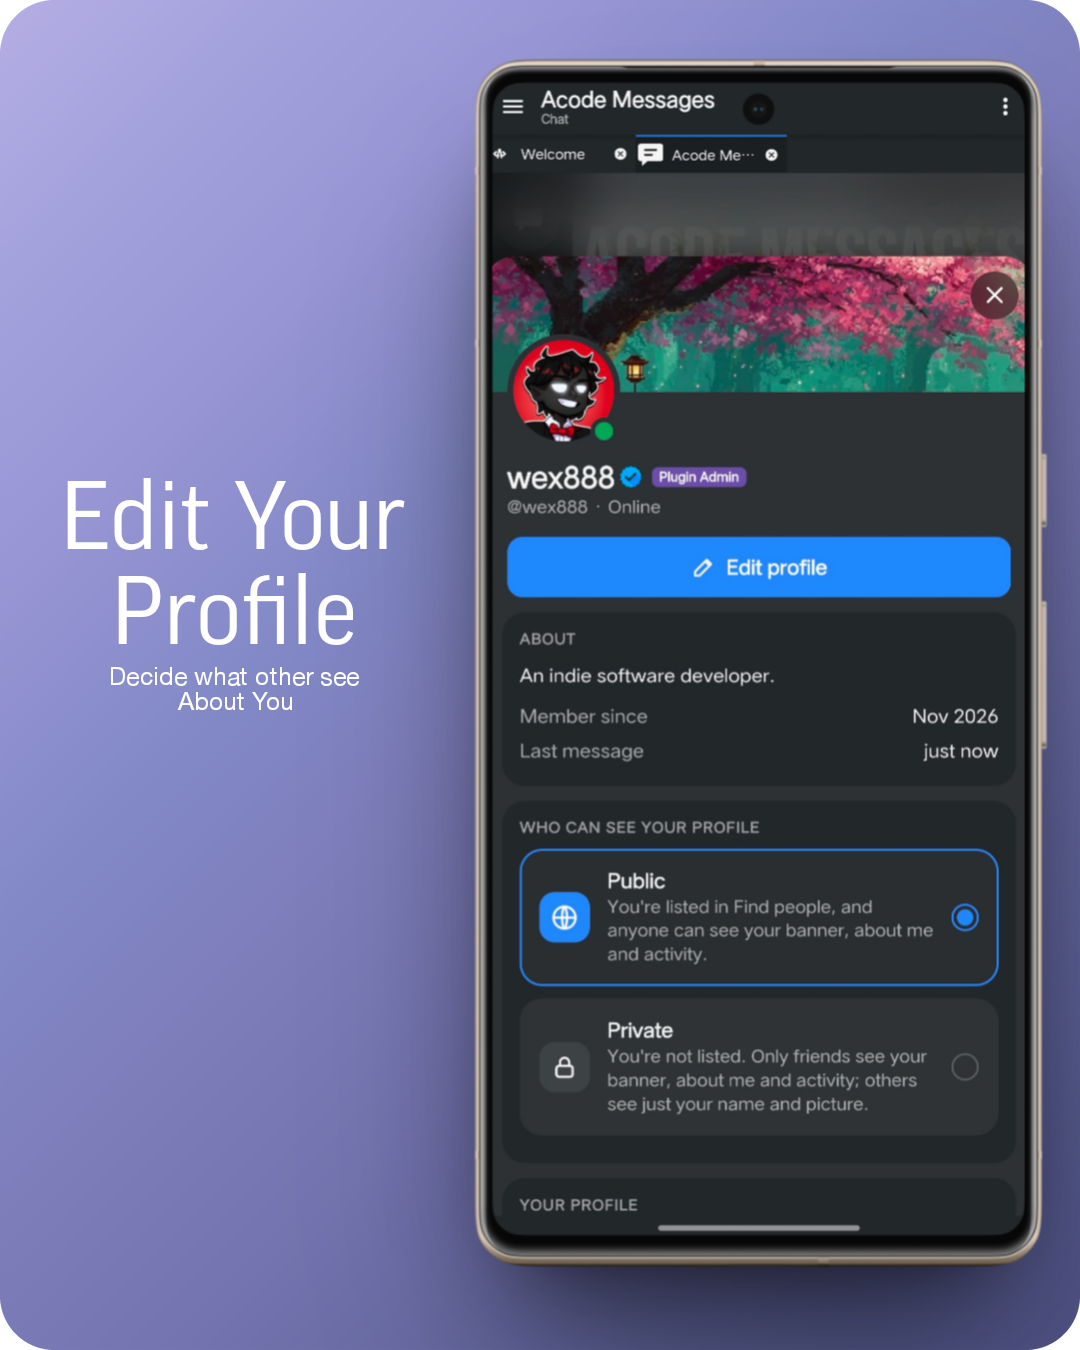 Edit Your
Profile
Decide what other see
About You
Acode Messages
Chat
Welcome
Acode Me···
ACODE MESSAGES
wex888
Plugin Admin
@wex888 · Online
Edit profile
ABOUT
An indie software developer.
Member since
Nov 2026
Last message
just now
WHO CAN SEE YOUR PROFILE
Public
You're listed in Find people, and
anyone can see your banner, about me
and activity.
Private
You're not listed. Only friends see your
banner, about me and activity; others
see just your name and picture.
YOUR PROFILE